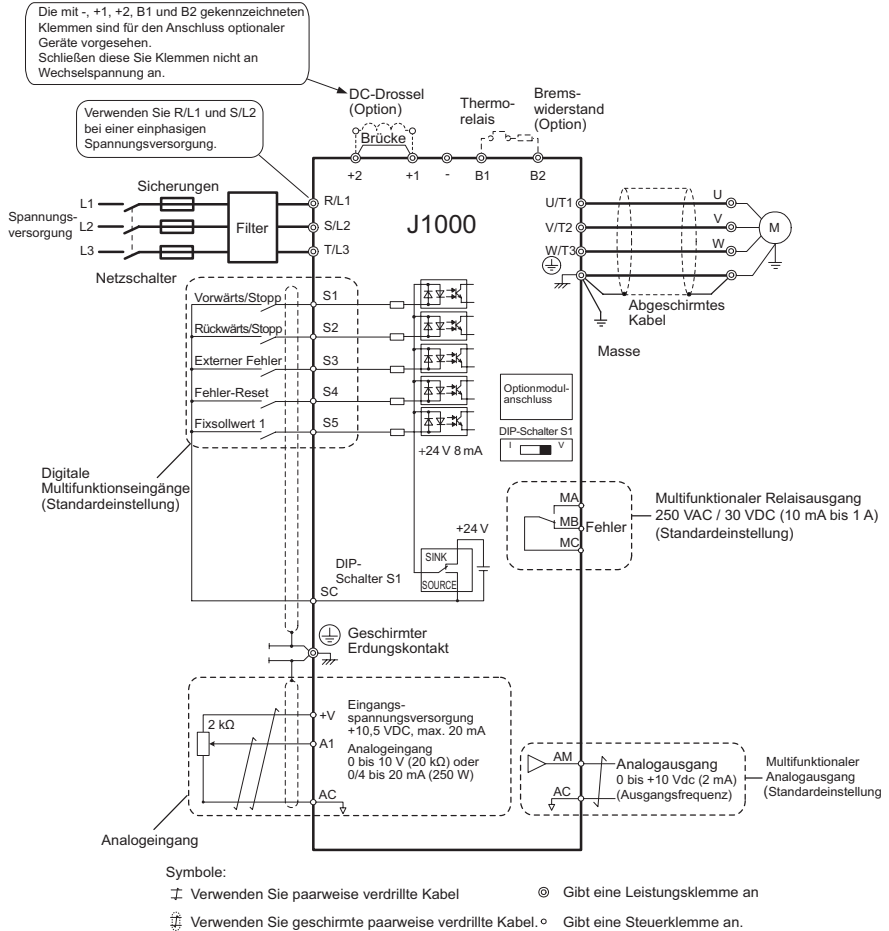 Die mit -, +1, +2, B1 und B2 gekennzeichneten
Klemmen sind für den Anschluss optionaler
Geräte vorgesehen.
Schließen diese Sie Klemmen nicht an
Wechselspannung an.
Verwenden Sie R/L1 und S/L2
bei einer einphasigen
Spannungsversorgung.
DC-Drossel
(Option)
Brücke
Thermo-
relais
Brems-
widerstand
(Option)
+2
+1
-
B1
B2
Sicherungen
L1
L2
L3
Spannungs-
versorgung
Filter
Netzschalter
R/L1
S/L2
T/L3
J1000
U/T1
V/T2
W/T3
U
V
W
M
Abgeschirmtes
Kabel
Masse
Vorwärts/Stopp
S1
Rückwärts/Stopp
S2
Externer Fehler
S3
Fehler-Reset
S4
Fixsollwert 1
S5
+24 V 8 mA
Optionmodul-
anschluss
DIP-Schalter S1
I
V
Digitale
Multifunktionseingänge
(Standardeinstellung)
MA
MB
MC
Fehler
Multifunktionaler Relaisausgang
250 VAC / 30 VDC (10 mA bis 1 A)
(Standardeinstellung)
+24 V
SINK
SOURCE
DIP-
Schalter S1
SC
Geschirmter
Erdungskontakt
2 kΩ
+V
A1
AC
Eingangs-
spannungsversorgung
+10,5 VDC, max. 20 mA
Analogeingang
0 bis 10 V (20 kΩ) oder
0/4 bis 20 mA (250 W)
Analogeingang
AM
AC
Analogausgang
0 bis +10 Vdc (2 mA)
(Ausgangsfrequenz)
Multifunktionaler
Analogausgang
(Standardeinstellung
Symbole:
Verwenden Sie paarweise verdrillte Kabel
Gibt eine Leistungsklemme an
Verwenden Sie geschirmte paarweise verdrillte Kabel.
Gibt eine Steuerklemme an.